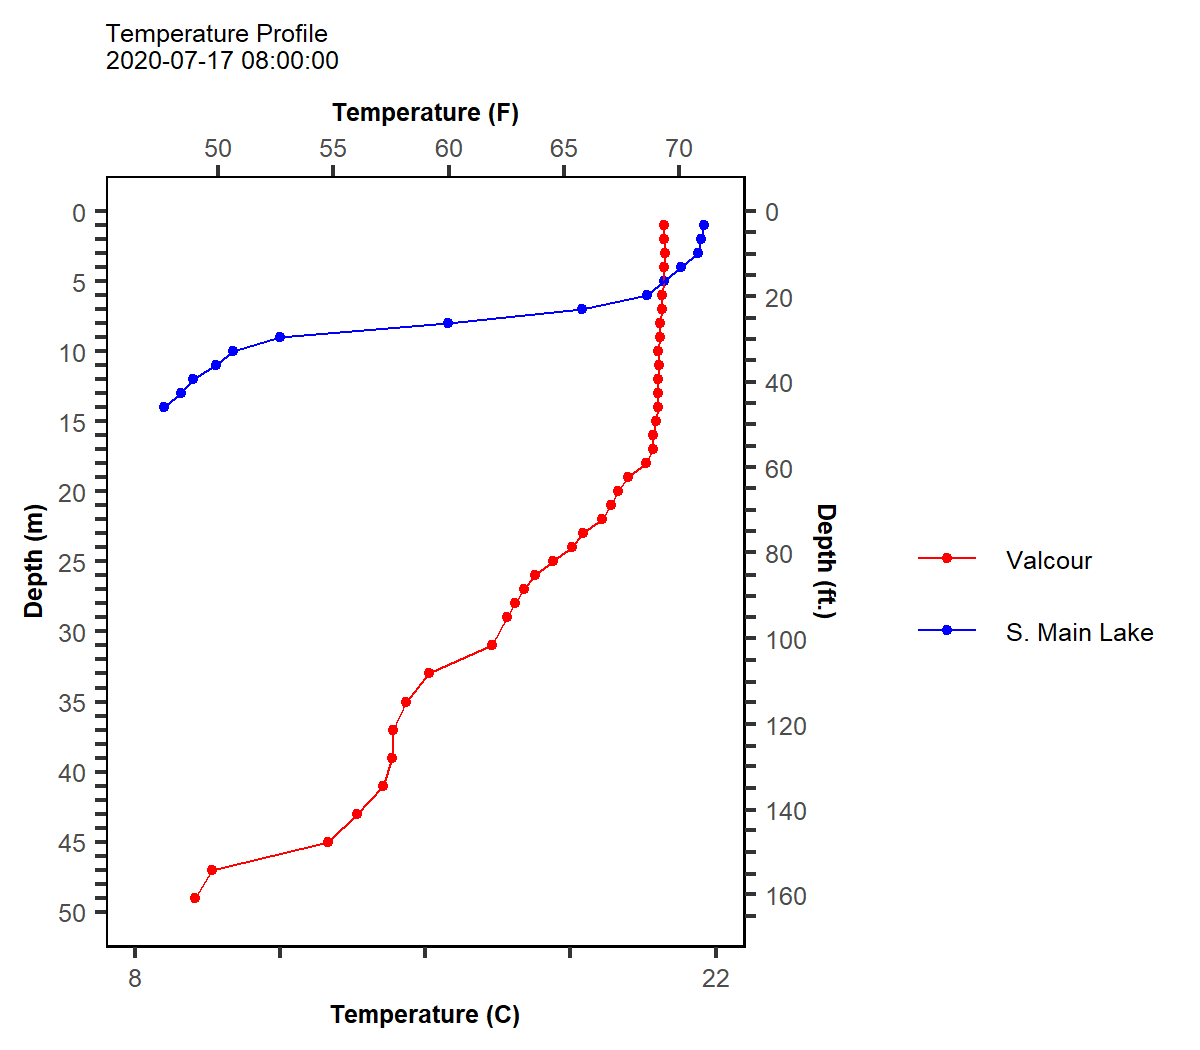 Temperature Profile
2020-07-17 08:00:00
Temperature (F)
50 55 60 65 70
0 0
5
20
10
40
15
60
20
Depth (m) Depth (ft.)
25 80
Valcour
30 100
S. Main Lake
35
120
40
140
45
160
50
8 22
Temperature (C)